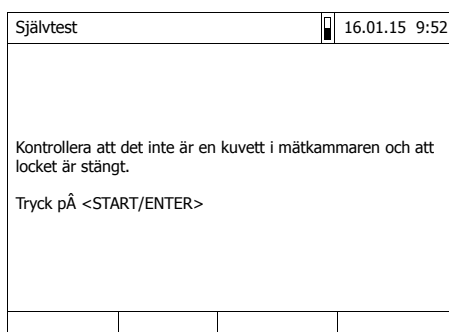 Självtest 16.01.15 9:52
Kontrollera att det inte är en kuvett i mätkammaren och att
locket är stängt.
Tryck pÂ <START/ENTER>